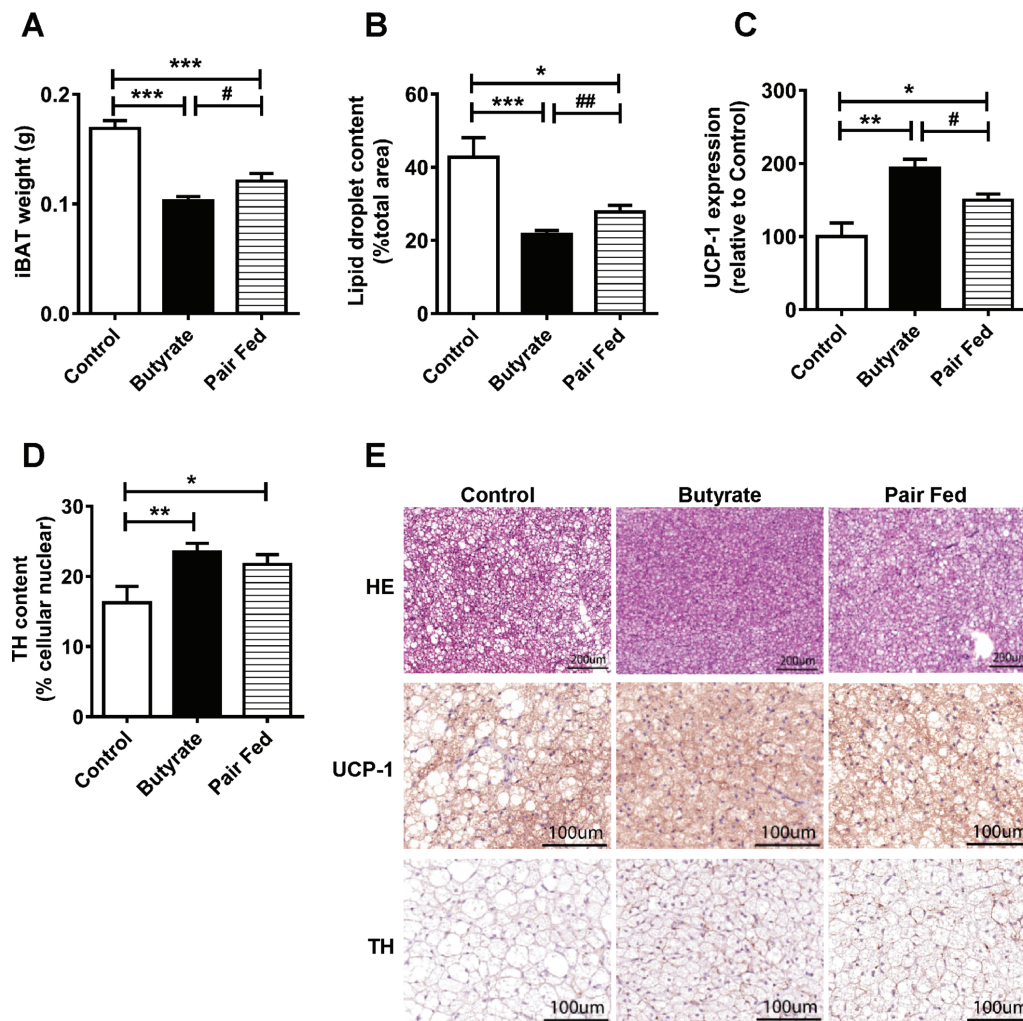 A
iBAT weight (g)
0.2
0.1
0.0
***
***
#
Control
Butyrate
Pair Fed
B
Lipid droplet content
(%total area)
60
40
20
0
*
***
##
Control
Butyrate
Pair Fed
C
UCP-1 expression
(relative to Control)
300
200
100
0
*
**
#
Control
Butyrate
Pair Fed
D
TH content
(% cellular nuclear)
30
20
10
0
*
**
Control
Butyrate
Pair Fed
E
Control
Butyrate
Pair Fed
HE
200um
200um
200um
UCP-1
100um
100um
100um
TH
100um
100um
100um